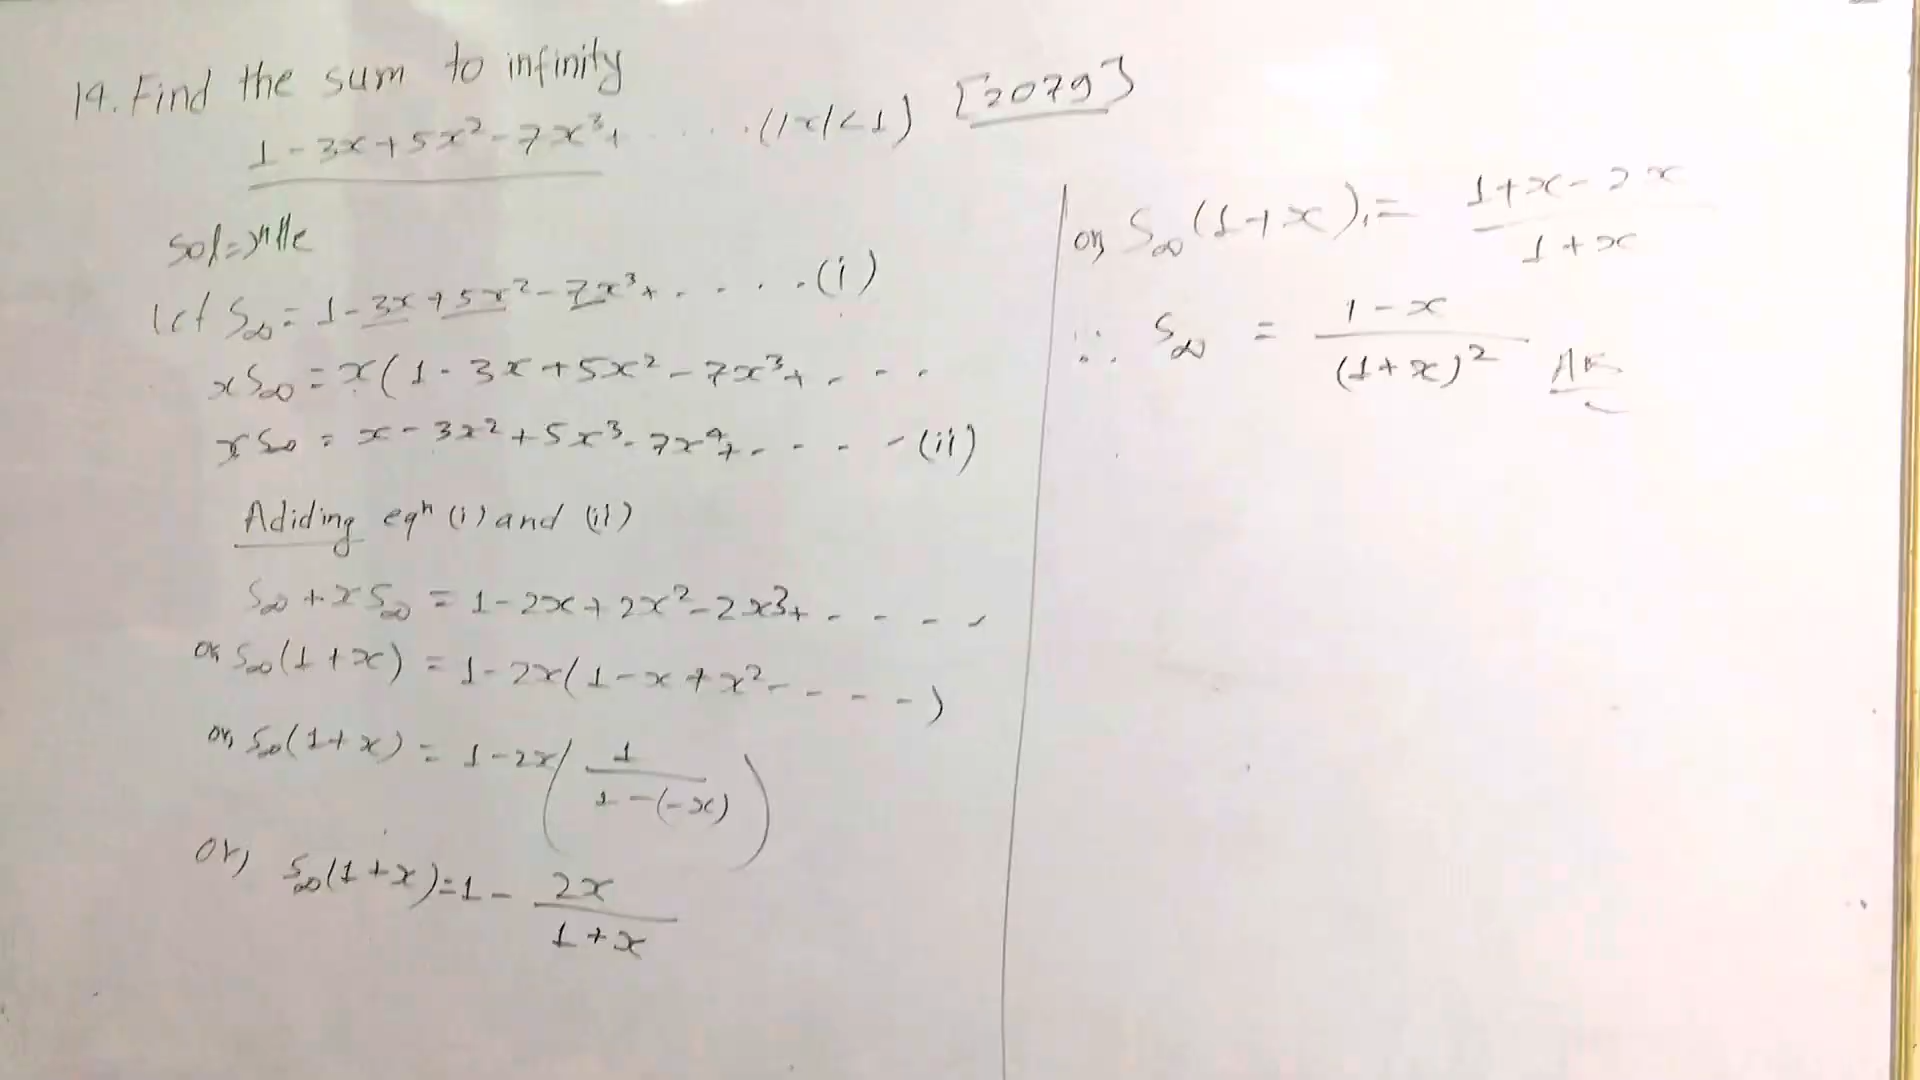 14. Find the sum to infinity
1 - 3x + 5x² - 7x³ + ...... (|x| < 1) [2079]
let S∞ = 1 - 3x + 5x² - 7x³ + ..... (i)
xS∞ = x(1 - 3x + 5x² - 7x³ + - - -
xS∞ = x - 3x² + 5x³ - 7x⁴ + - - - - - (ii)
Adiding eqⁿ (i) and (ii)
S∞ + xS∞ = 1 - 2x + 2x² - 2x³ + - - - -
or S∞(1 + x) = 1 - 2x(1 - x + x² - - - - -)
or, S∞(1 + x) = 1 - 2x(1/(1 - (-x)))
or, S∞(1 + x) = 1 - 2x/(1 + x)
or, S∞(1 + x) = (1 + x - 2x)/(1 + x)
∴ S∞ = (1 - x)/(1 + x)²